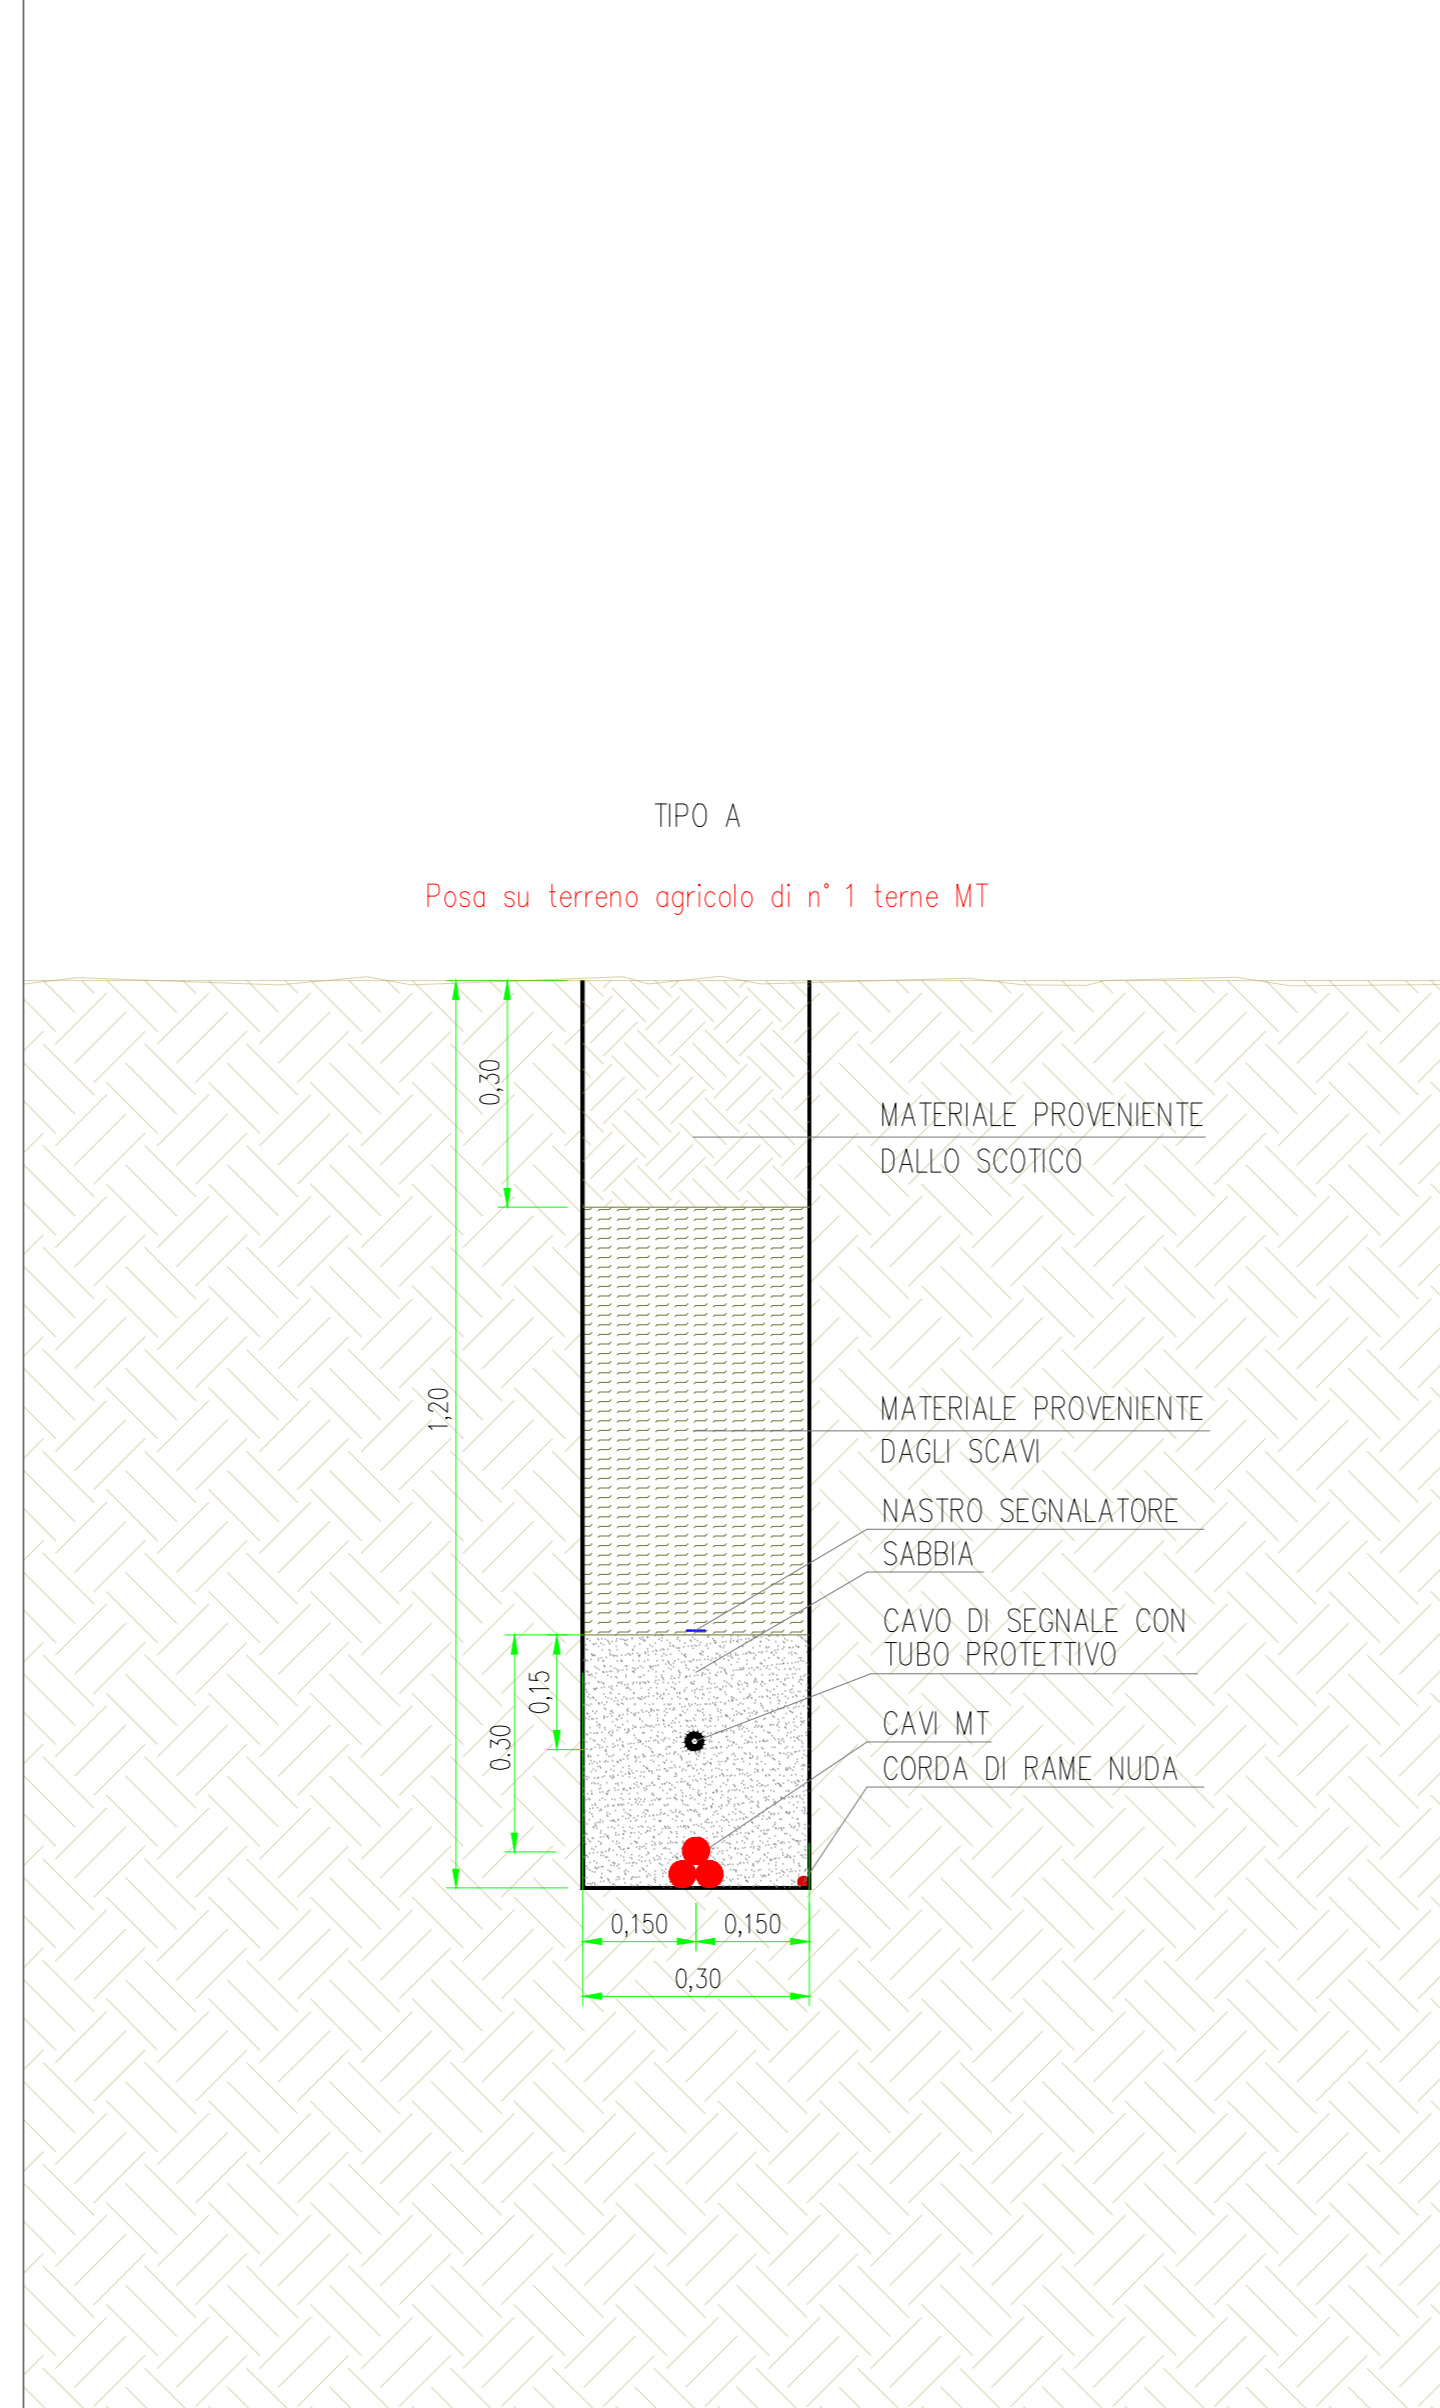 TIPO A
Posa su terreno agricolo di n° 1 terne MT
0,30
MATERIALE PROVENIENTE
DALLO SCOTICO
1,20
MATERIALE PROVENIENTE
DAGLI SCAVI
NASTRO SEGNALATORE
SABBIA
CAVO DI SEGNALE CON
TUBO PROTETTIVO
0,15
0.30
CAVI MT
CORDA DI RAME NUDA
0,150 0,150
0,30